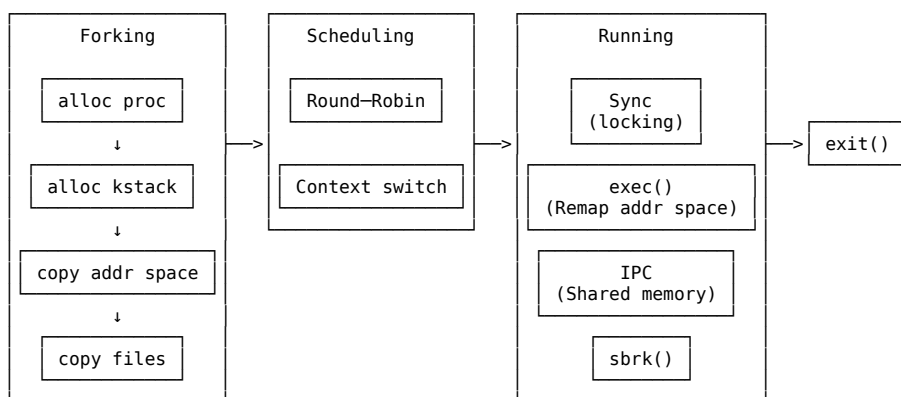 Forking
alloc proc
↓
alloc kstack
↓
copy addr space
↓
copy files
Scheduling
Round—Robin
Context switch
Running
Sync
(locking)
exec()
(Remap addr space)
IPC
(Shared memory)
sbrk()
exit()